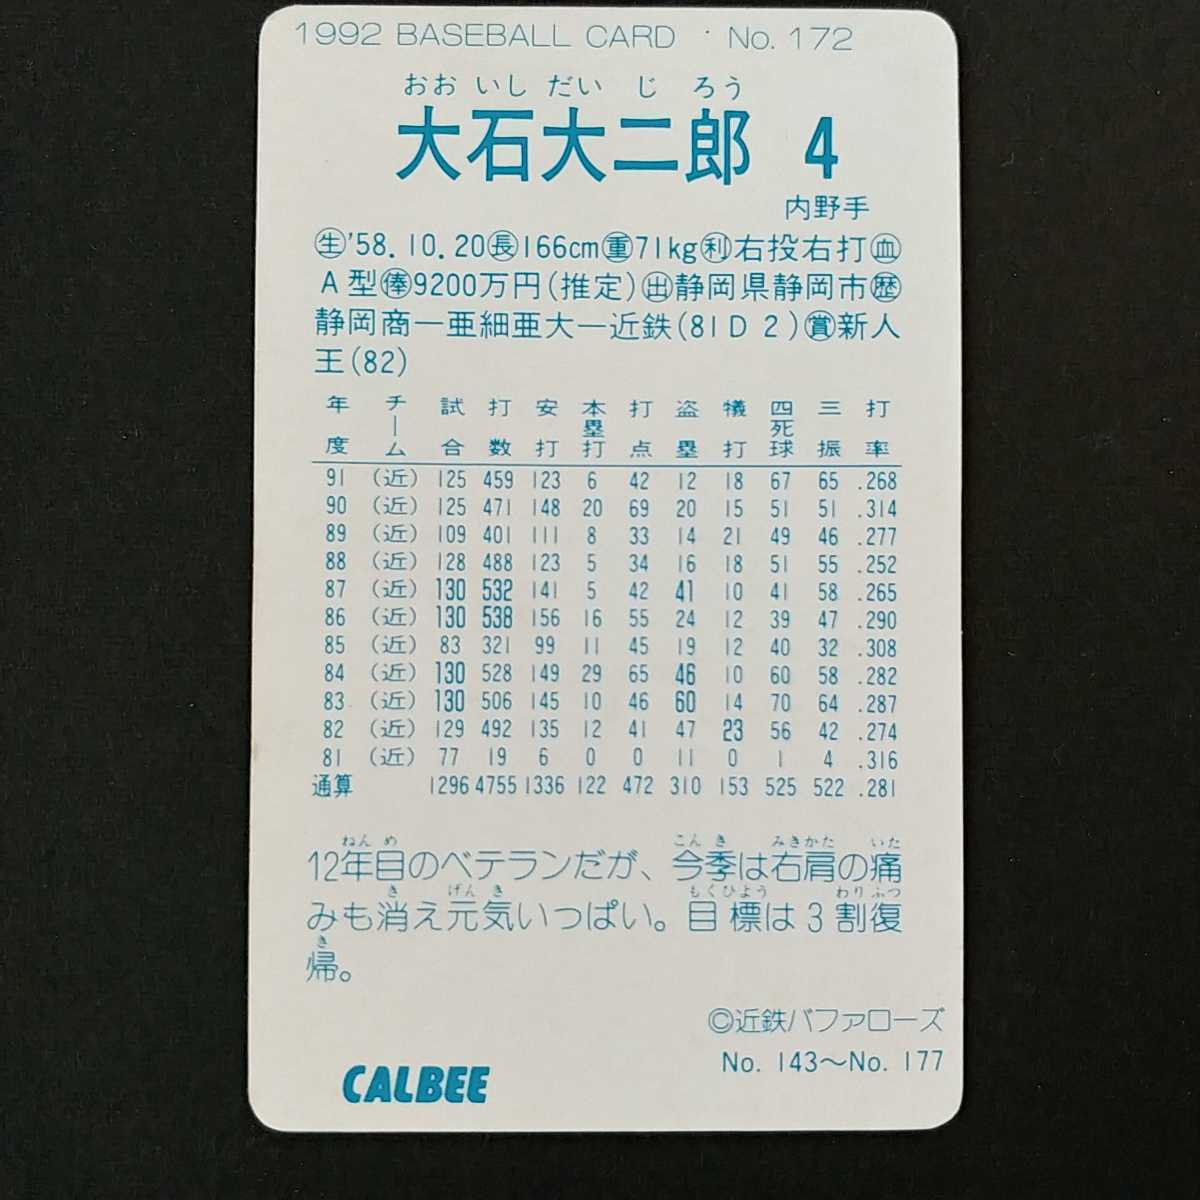 1992 BASEBALL CARD · No. 172
おお いし だい じ ろう
大石大二郎 4
内野手
㊤'58.10.20㊐166cm㊠71kg㊒右投右打㊊
A型㊋9200万円(推定)㊌静岡県静岡市㊍
静岡商ー亜細亜大ー近鉄(81D2)㊎新人
王(82)
年度 チーム 試合 打数 安打 本塁打 打点 盗塁 犠打 四死球 三振 打率
91 (近) 125 459 123 6 42 12 18 67 65 .268
90 (近) 125 471 148 20 69 20 15 51 51 .314
89 (近) 109 401 111 8 33 14 21 49 46 .277
88 (近) 128 488 123 5 34 16 18 51 55 .252
87 (近) 130 532 141 5 42 41 10 41 58 .265
86 (近) 130 538 156 16 55 24 12 39 47 .290
85 (近) 83 321 99 11 45 19 12 40 32 .308
84 (近) 130 528 149 29 65 46 10 60 58 .282
83 (近) 130 506 145 10 46 60 14 70 64 .287
82 (近) 129 492 135 12 41 47 23 56 42 .274
81 (近) 77 19 6 0 0 11 0 1 4 .316
通算 1296 4755 1336 122 472 310 153 525 522 .281
ねん め こん き みぎかた いた
12年目のベテランだが、今季は右肩の痛
き げん き もくひょう わりふっ
みも消え元気いっぱい。目標は3割復
き
帰。
©近鉄バファローズ
No. 143〜No. 177
CALBEE